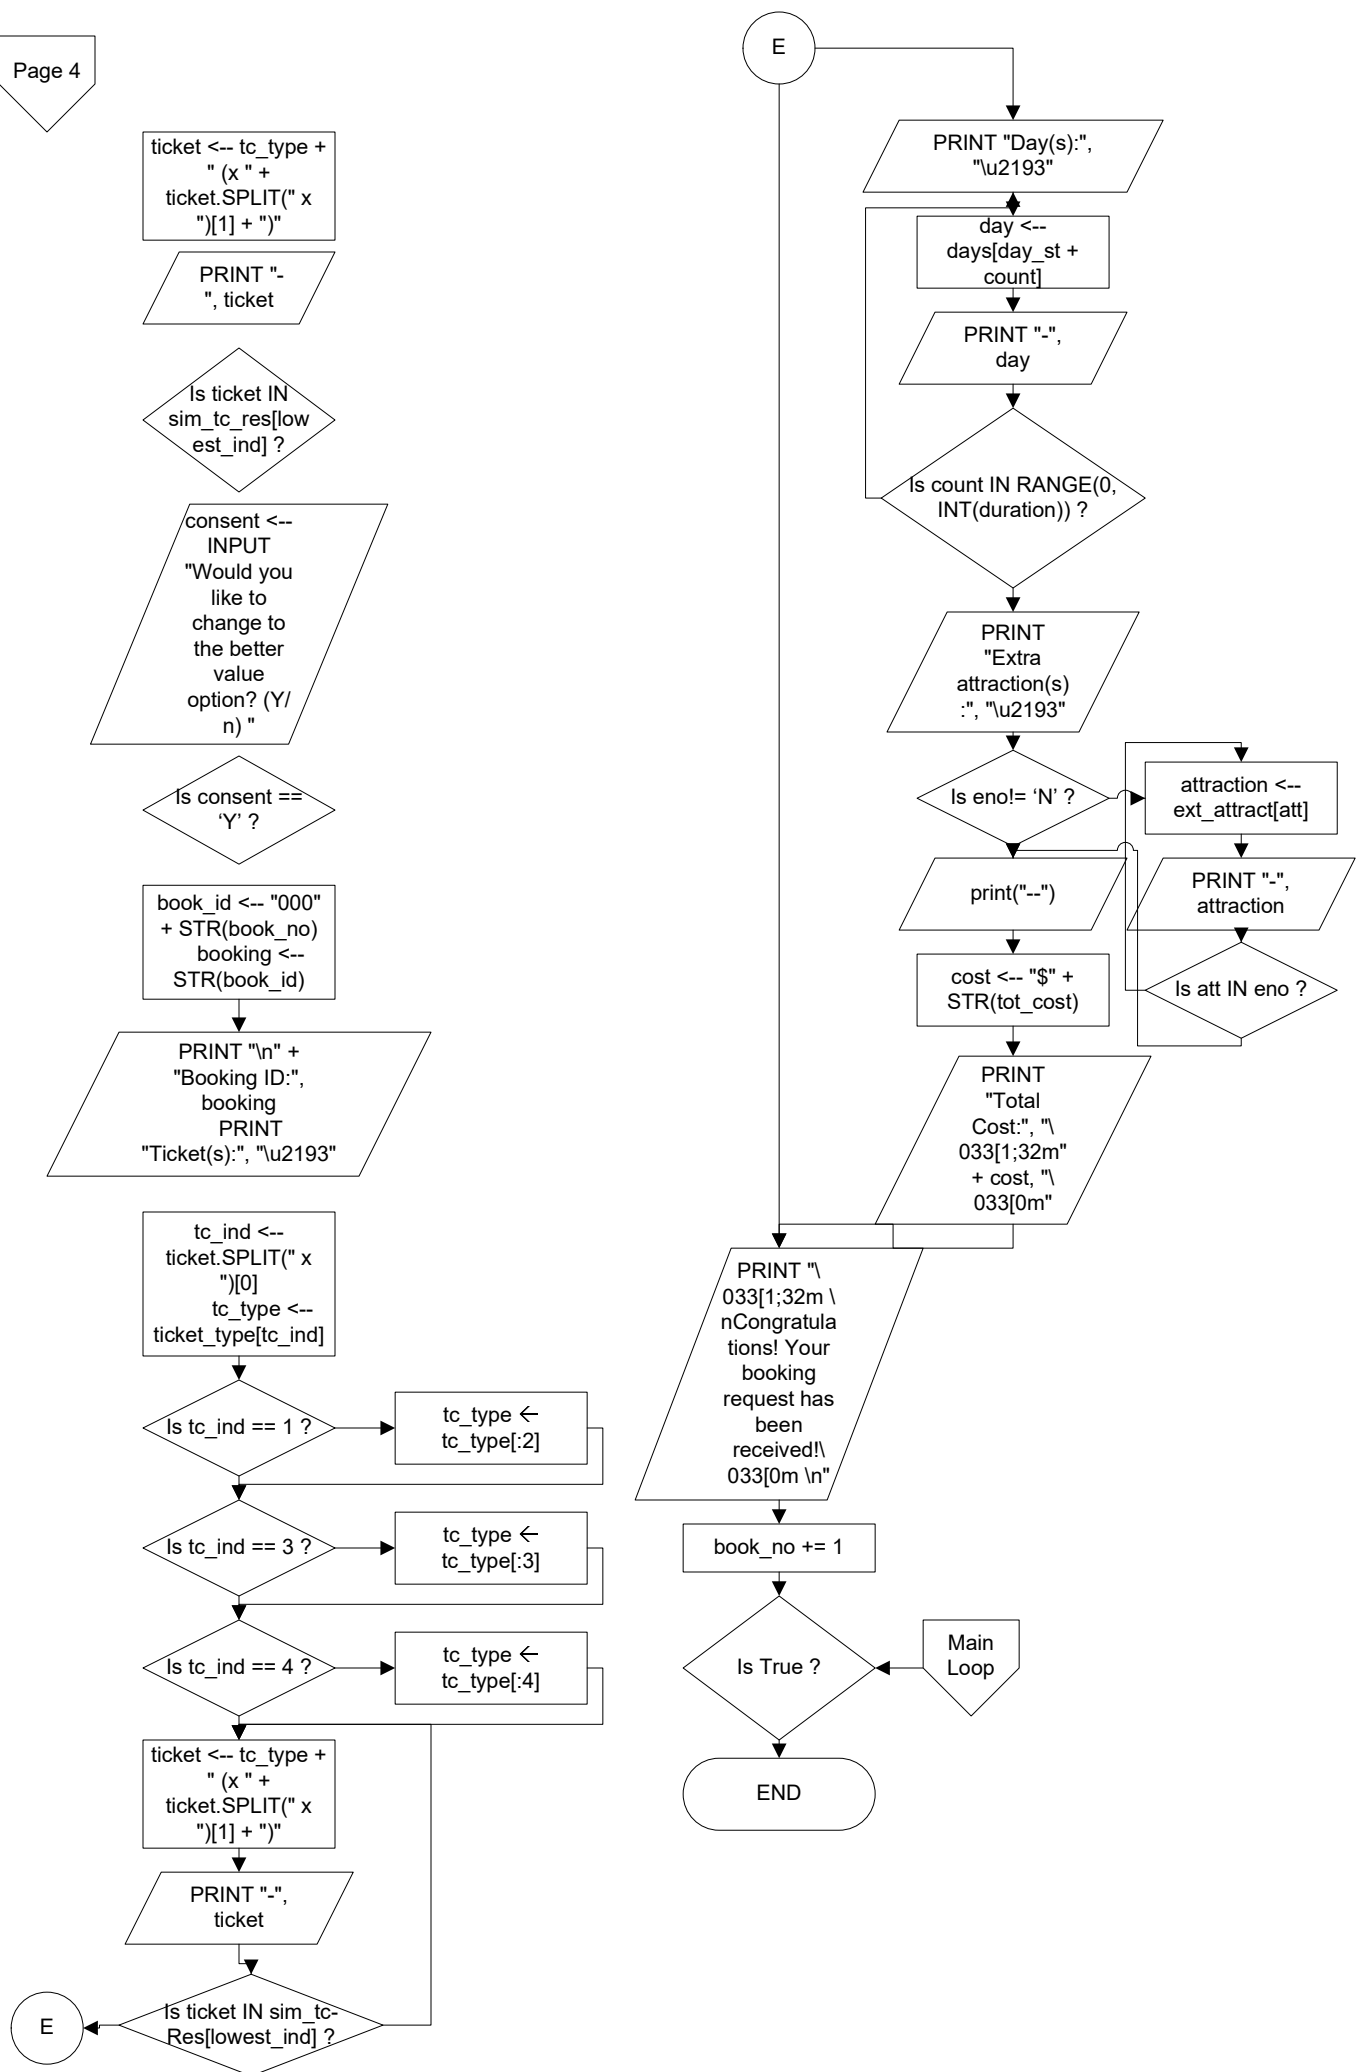 Page 4
ticket <-- tc_type +
" (x " +
ticket.SPLIT(" x
")[1] + ")"
PRINT "-
", ticket
Is ticket IN
sim_tc_res[low
est_ind] ?
consent <--
INPUT
"Would you
like to
change to
the better
value
option? (Y/
n) "
Is consent ==
‘Y’ ?
book_id <-- "000"
+ STR(book_no)
booking <--
STR(book_id)
PRINT "\n" +
"Booking ID:",
booking
PRINT
"Ticket(s):", "\u2193"
tc_ind <--
ticket.SPLIT(" x
")[0]
tc_type <--
ticket_type[tc_ind]
Is tc_ind == 1 ?
tc_type ←
tc_type[:2]
Is tc_ind == 3 ?
tc_type ←
tc_type[:3]
Is tc_ind == 4 ?
tc_type ←
tc_type[:4]
ticket <-- tc_type +
" (x " +
ticket.SPLIT(" x
")[1] + ")"
PRINT "-",
ticket
Is ticket IN sim_tc-
Res[lowest_ind] ?
E
E
PRINT "Day(s):",
"\u2193"
day <--
days[day_st +
count]
PRINT "-",
day
Is count IN RANGE(0,
INT(duration)) ?
PRINT
"Extra
attraction(s)
:", "\u2193"
Is eno!= ‘N’ ?
attraction <--
ext_attract[att]
PRINT "-",
attraction
Is att IN eno ?
print("--")
cost <-- "$" +
STR(tot_cost)
PRINT
"Total
Cost:", "\
033[1;32m"
+ cost, "\
033[0m"
PRINT "\
033[1;32m \
nCongratula
tions! Your
booking
request has
been
received!\
033[0m \n"
book_no += 1
Is True ?
Main
Loop
END